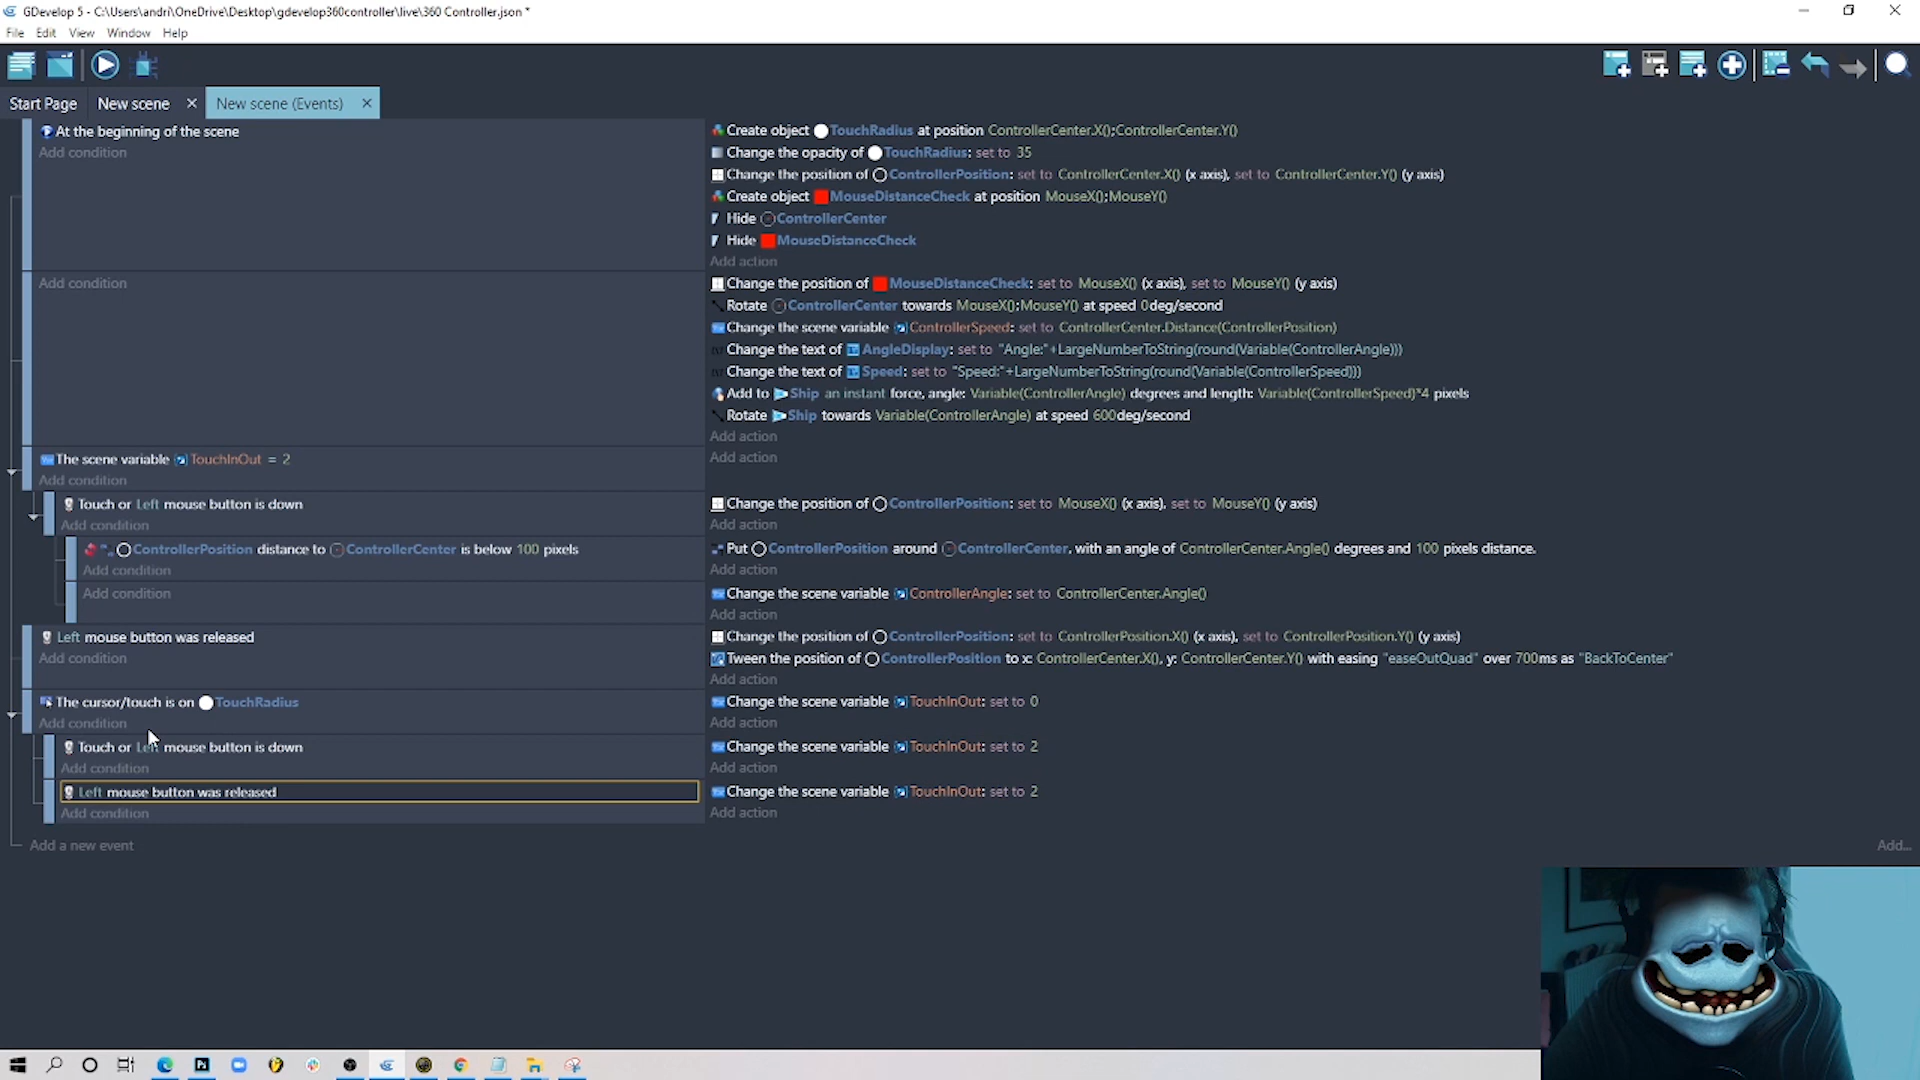 GDevelop 5 - C:\Users\andri\OneDrive\Desktop\gdevelop360controller\live\360 Controller.json *
File Edit View Window Help
Start Page New scene New scene (Events)
At the beginning of the scene
Add condition
Create object TouchRadius at position ControllerCenter.X();ControllerCenter.Y()
Change the opacity of TouchRadius: set to 35
Change the position of ControllerPosition: set to ControllerCenter.X() (x axis), set to ControllerCenter.Y() (y axis)
Create object MouseDistanceCheck at position MouseX();MouseY()
Hide ControllerCenter
Hide MouseDistanceCheck
Add action
Add condition
Change the position of MouseDistanceCheck: set to MouseX() (x axis), set to MouseY() (y axis)
Rotate ControllerCenter towards MouseX();MouseY() at speed 0deg/second
Change the scene variable ControllerSpeed: set to ControllerCenter.Distance(ControllerPosition)
Change the text of AngleDisplay: set to "Angle:"+LargeNumberToString(round(Variable(ControllerAngle)))
Change the text of Speed: set to "Speed:"+LargeNumberToString(round(Variable(ControllerSpeed)))
Add to Ship an instant force, angle: Variable(ControllerAngle) degrees and length: Variable(ControllerSpeed)*4 pixels
Rotate Ship towards Variable(ControllerAngle) at speed 600deg/second
Add action
The scene variable TouchInOut = 2
Add condition
Add action
Touch or Left mouse button is down
Add condition
Change the position of ControllerPosition: set to MouseX() (x axis), set to MouseY() (y axis)
Add action
ControllerPosition distance to ControllerCenter is below 100 pixels
Add condition
Put ControllerPosition around ControllerCenter, with an angle of ControllerCenter.Angle() degrees and 100 pixels distance.
Add action
Add condition
Change the scene variable ControllerAngle: set to ControllerCenter.Angle()
Add action
Left mouse button was released
Add condition
Change the position of ControllerPosition: set to ControllerPosition.X() (x axis), set to ControllerPosition.Y() (y axis)
Tween the position of ControllerPosition to x: ControllerCenter.X(), y: ControllerCenter.Y() with easing "easeOutQuad" over 700ms as "BackToCenter"
Add action
The cursor/touch is on TouchRadius
Add condition
Change the scene variable TouchInOut: set to 0
Add action
Touch or Left mouse button is down
Add condition
Change the scene variable TouchInOut: set to 2
Add action
Left mouse button was released
Add condition
Change the scene variable TouchInOut: set to 2
Add action
Add a new event
Add...